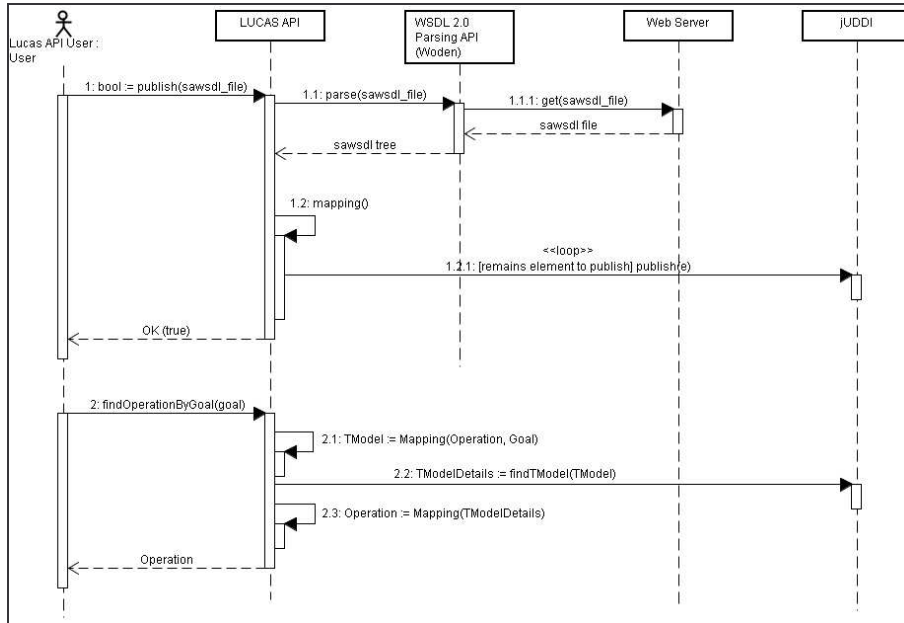 Lucas API User :
User
LUCAS API
WSDL 2.0
Parsing API
(Woden)
Web Server
jUDDI
1: bool := publish(sawsdl_file)
1.1: parse(sawsdl_file)
1.1.1: get(sawsdl_file)
sawsdl file
sawsdl tree
1.2: mapping()
<<loop>>
1.2.1: [remains element to publish] publish(e)
OK (true)
2: findOperationByGoal(goal)
2.1: TModel := Mapping(Operation, Goal)
2.2: TModelDetails := findTModel(TModel)
2.3: Operation := Mapping(TModelDetails)
Operation